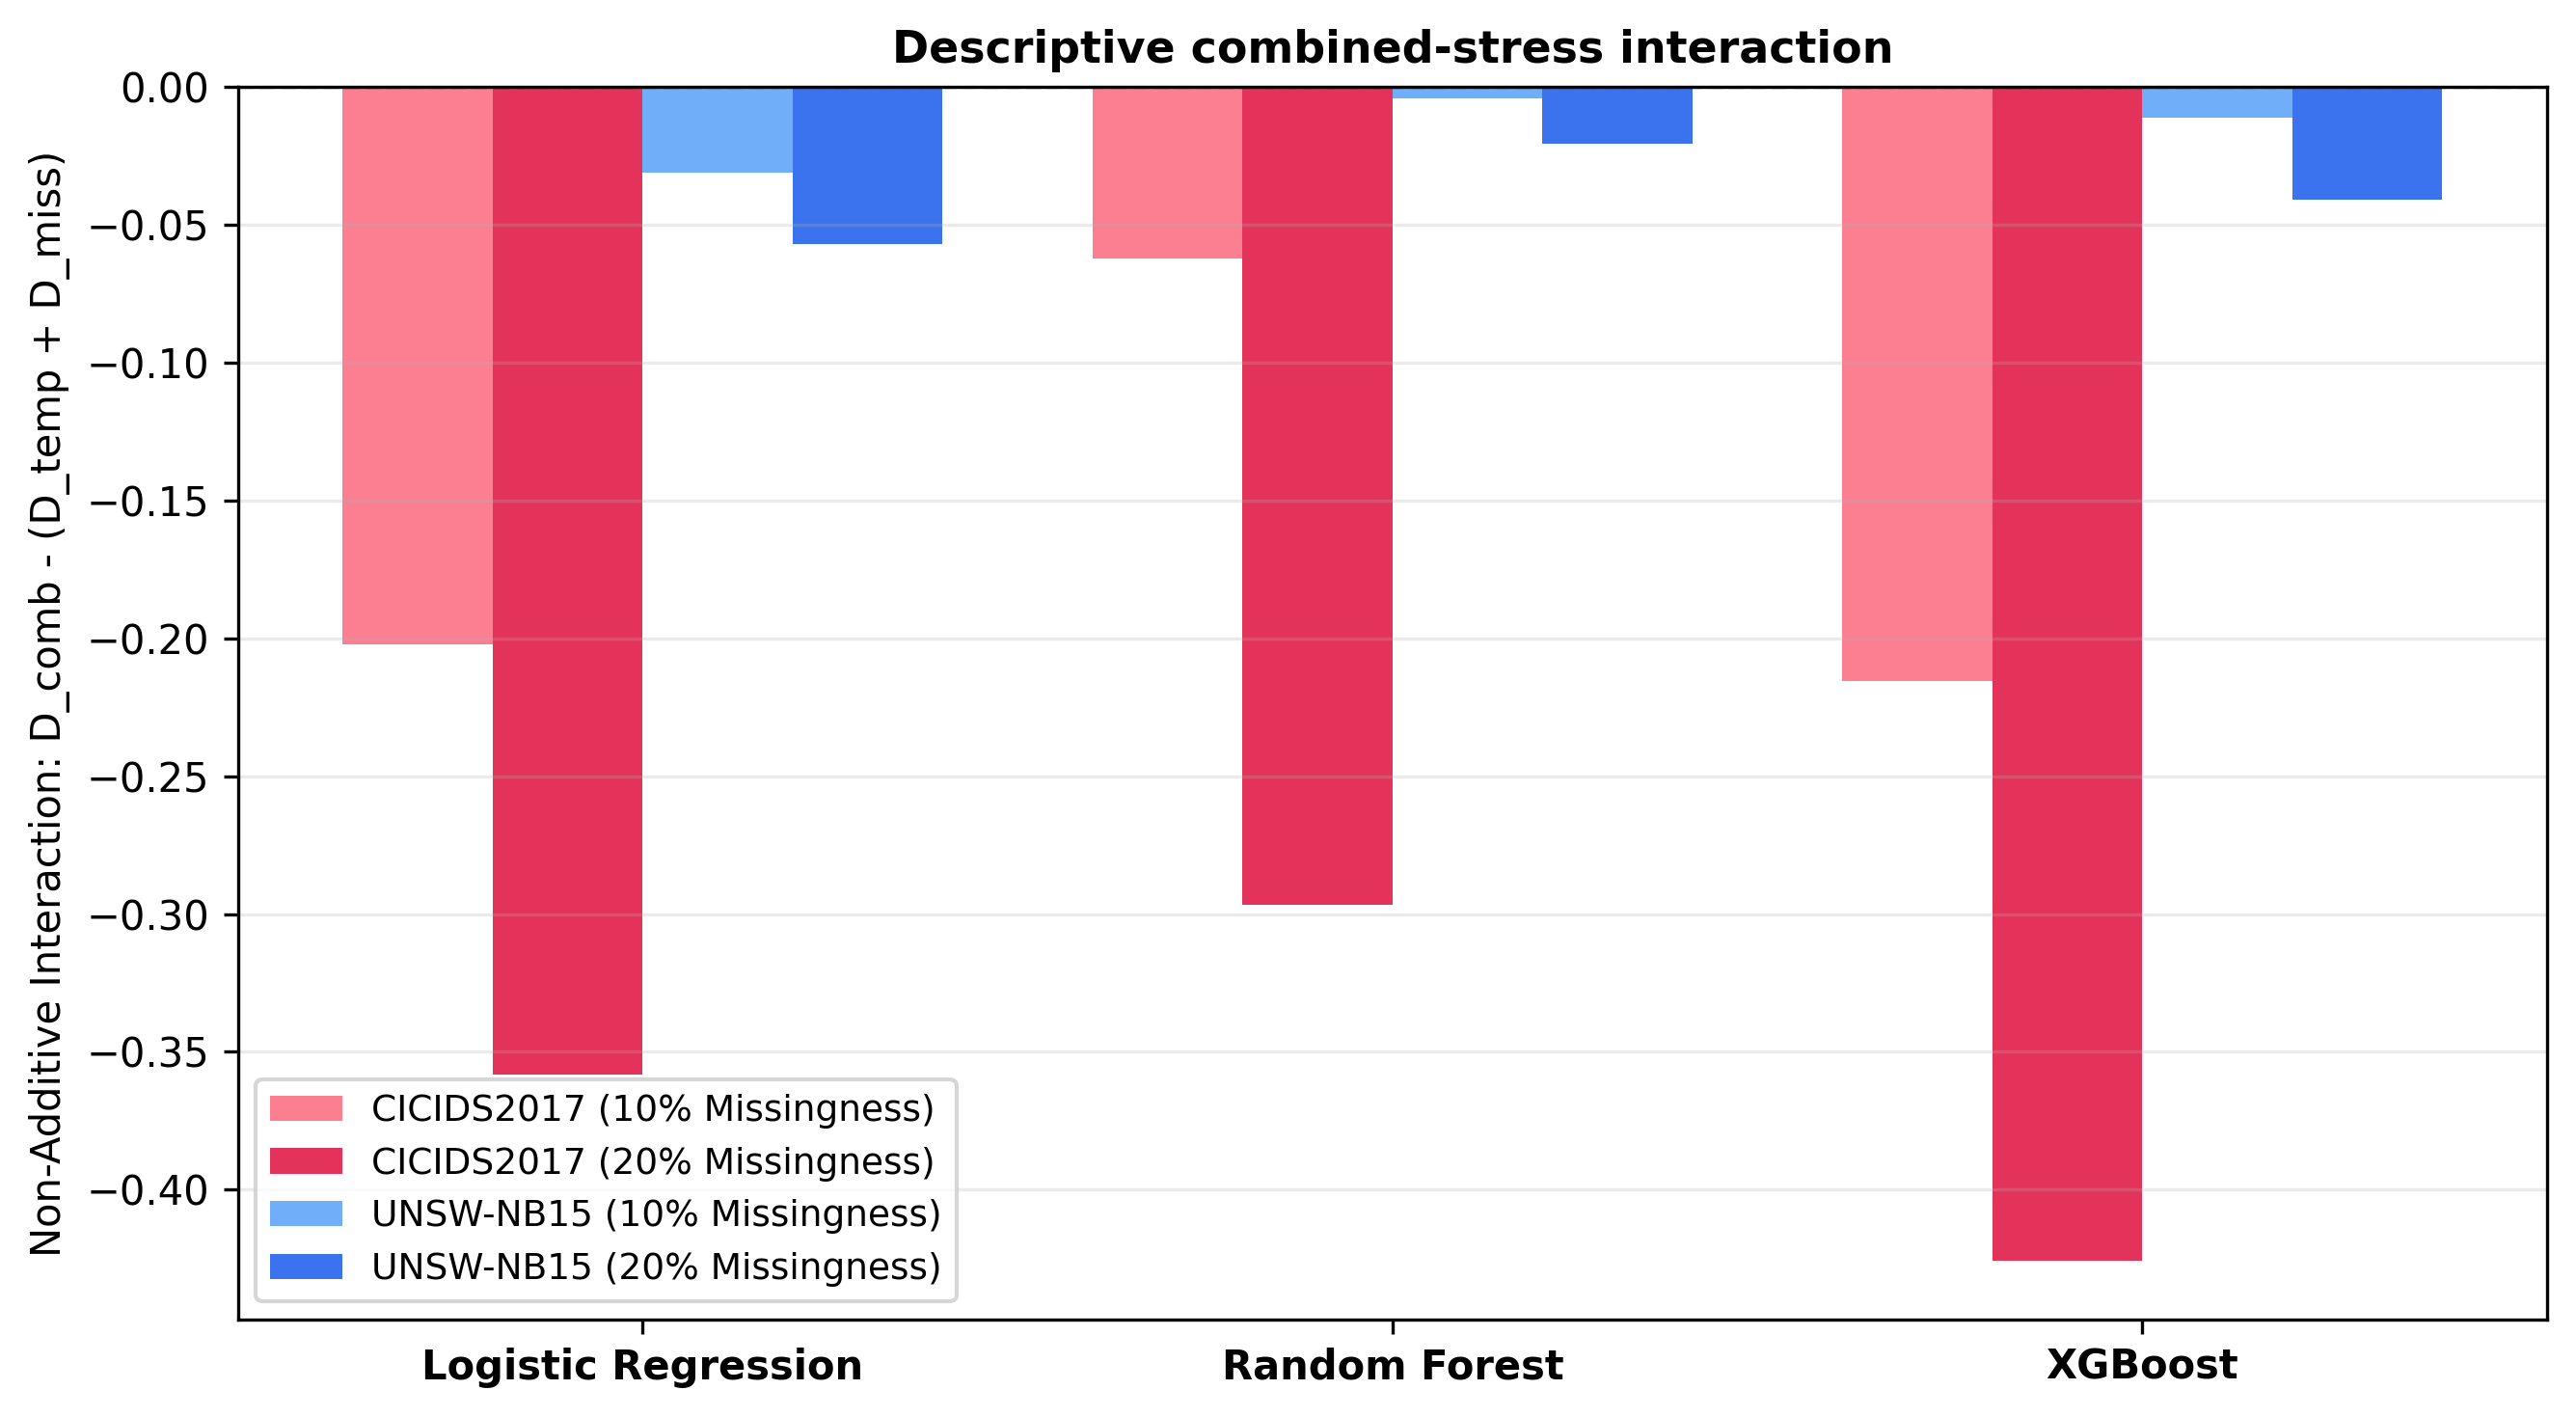 Descriptive combined-stress interaction
Non-Additive Interaction: D_comb - (D_temp + D_miss)
0.00
−0.05
−0.10
−0.15
−0.20
−0.25
−0.30
−0.35
−0.40
CICIDS2017 (10% Missingness)
CICIDS2017 (20% Missingness)
UNSW-NB15 (10% Missingness)
UNSW-NB15 (20% Missingness)
Logistic Regression
Random Forest
XGBoost